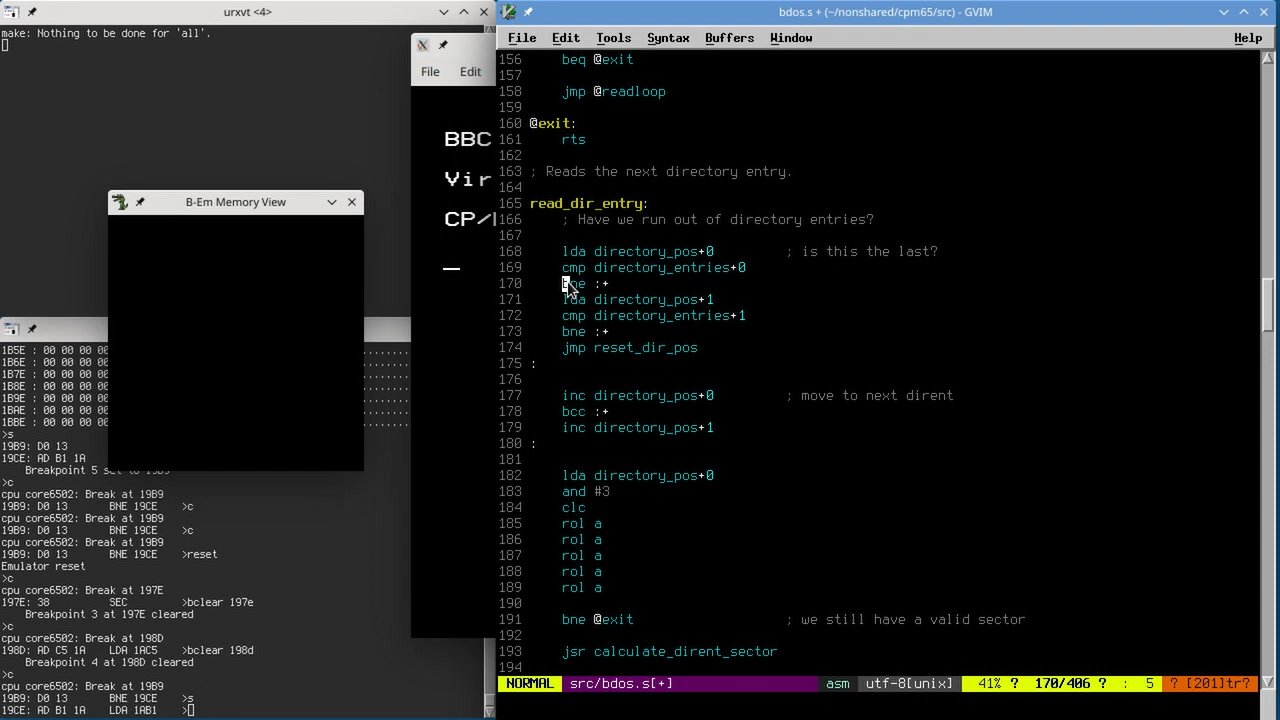 urxvt <4>
make: Nothing to be done for 'all'.
B-Em Memory View
1B5E : 00 00 00 00
1B6E : 00 00 00 00
1B7E : 00 00 00 00
1B8E : 00 00 00 00
1B9E : 00 00 00 00
1BAE : 00 00 00 00
1BBE : 00 00 00 00
>s
19B9: D0 13
19CE: AD B1 1A
Breakpoint 5 set to 19B9
>c
cpu core6502: Break at 19B9
19B9: D0 13 BNE 19CE >c
cpu core6502: Break at 19B9
19B9: D0 13 BNE 19CE >c
cpu core6502: Break at 19B9
19B9: D0 13 BNE 19CE >reset
Emulator reset
>c
cpu core6502: Break at 197E
197E: 38 SEC >bclear 197e
Breakpoint 3 at 197E cleared
>c
cpu core6502: Break at 198D
198D: AD C5 1A LDA 1AC5 >bclear 198d
Breakpoint 4 at 198D cleared
>c
cpu core6502: Break at 19B9
19B9: D0 13 BNE 19CE >s
19CE: AD B1 1A LDA 1AB1 >
File Edit
BBC
Vir
CP/
bdos.s + (~/nonshared/cpm65/src) - GVIM
File Edit Tools Syntax Buffers Window Help
156 beq @exit
157
158 jmp @readloop
159
160 @exit:
161 rts
162
163 ; Reads the next directory entry.
164
165 read_dir_entry:
166 ; Have we run out of directory entries?
167
168 lda directory_pos+0 ; is this the last?
169 cmp directory_entries+0
170 bne :+
171 lda directory_pos+1
172 cmp directory_entries+1
173 bne :+
174 jmp reset_dir_pos
175 :
176
177 inc directory_pos+0 ; move to next dirent
178 bcc :+
179 inc directory_pos+1
180 :
181
182 lda directory_pos+0
183 and #3
184 clc
185 rol a
186 rol a
187 rol a
188 rol a
189 rol a
190
191 bne @exit ; we still have a valid sector
192
193 jsr calculate_dirent_sector
194
NORMAL src/bdos.s[+] asm utf-8[unix] 41% ? 170/406 ? : 5 ? [201]tr?